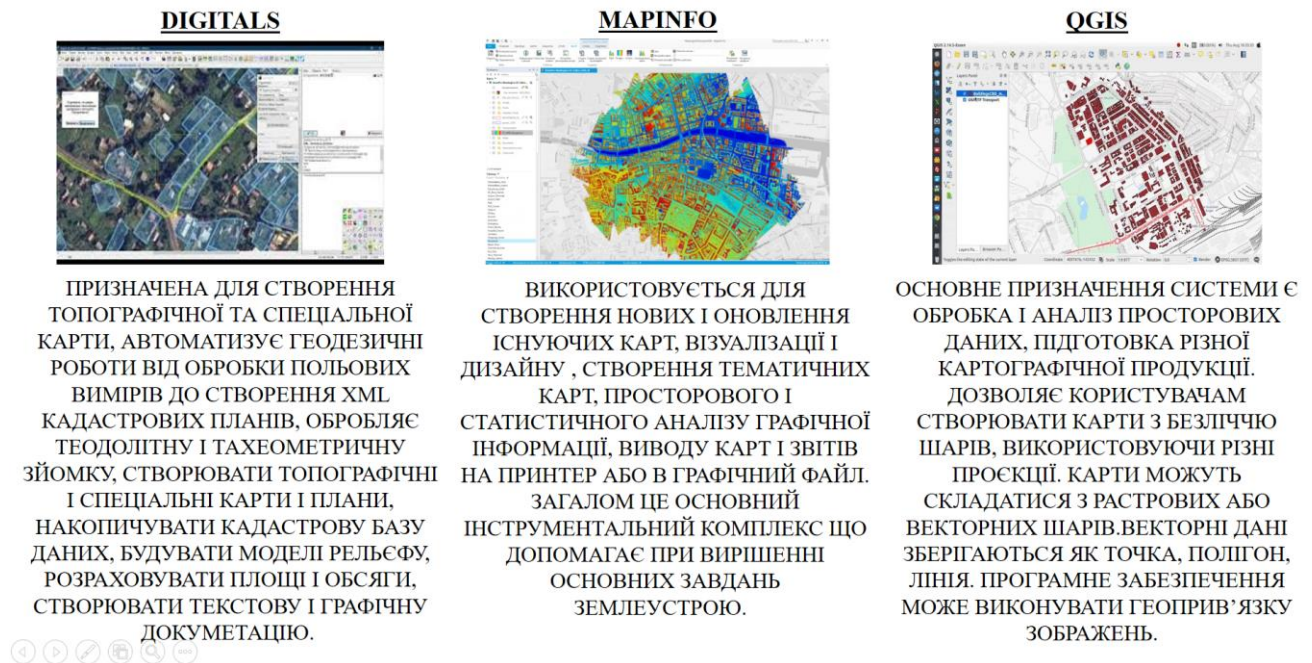 DIGITALS
ПРИЗНАЧЕНА ДЛЯ СТВОРЕННЯ
ТОПОГРАФІЧНОЇ ТА СПЕЦІАЛЬНОЇ
КАРТИ, АВТОМАТИЗУЄ ГЕОДЕЗИЧНІ
РОБОТИ ВІД ОБРОБКИ ПОЛЬОВИХ
ВИМІРІВ ДО СТВОРЕННЯ XML
КАДАСТРОВИХ ПЛАНІВ, ОБРОБЛЯЄ
ТЕОДОЛІТНУ І ТАХЕОМЕТРИЧНУ
ЗЙОМКУ, СТВОРЮВАТИ ТОПОГРАФІЧНІ
І СПЕЦІАЛЬНІ КАРТИ І ПЛАНИ,
НАКОПИЧУВАТИ КАДАСТРОВУ БАЗУ
ДАНИХ, БУДУВАТИ МОДЕЛІ РЕЛЬЄФУ,
РОЗРАХОВУВАТИ ПЛОЩІ І ОБСЯГИ,
СТВОРЮВАТИ ТЕКСТОВУ І ГРАФІЧНУ
ДОКУМЕТАЦІЮ.
MAPINFO
ВИКОРИСТОВУЄТЬСЯ ДЛЯ
СТВОРЕННЯ НОВИХ І ОНОВЛЕННЯ
ІСНУЮЧИХ КАРТ, ВІЗУАЛІЗАЦІЇ І
ДИЗАЙНУ , СТВОРЕННЯ ТЕМАТИЧНИХ
КАРТ, ПРОСТОРОВОГО І
СТАТИСТИЧНОГО АНАЛІЗУ ГРАФІЧНОЇ
ІНФОРМАЦІЇ, ВИВОДУ КАРТ І ЗВІТІВ
НА ПРИНТЕР АБО В ГРАФІЧНИЙ ФАЙЛ.
ЗАГАЛОМ ЦЕ ОСНОВНИЙ
ІНСТРУМЕНТАЛЬНИЙ КОМПЛЕКС ЩО
ДОПОМАГАЄ ПРИ ВИРІШЕННІ
ОСНОВНИХ ЗАВДАНЬ
ЗЕМЛЕУСТРОЮ.
QGIS
Layers Panel
ОСНОВНЕ ПРИЗНАЧЕННЯ СИСТЕМИ Є
ОБРОБКА І АНАЛІЗ ПРОСТОРОВИХ
ДАНИХ, ПІДГОТОВКА РІЗНОЇ
КАРТОГРАФІЧНОЇ ПРОДУКЦІЇ.
ДОЗВОЛЯЄ КОРИСТУВАЧАМ
СТВОРЮВАТИ КАРТИ З БЕЗЛІЧЧЮ
ШАРІВ, ВИКОРИСТОВУЮЧИ РІЗНІ
ПРОЄКЦІЇ. КАРТИ МОЖУТЬ
СКЛАДАТИСЯ З РАСТРОВИХ АБО
ВЕКТОРНИХ ШАРІВ.ВЕКТОРНІ ДАНІ
ЗБЕРІГАЮТЬСЯ ЯК ТОЧКА, ПОЛІГОН,
ЛІНІЯ. ПРОГРАМНЕ ЗАБЕЗПЕЧЕННЯ
МОЖЕ ВИКОНУВАТИ ГЕОПРИВ’ЯЗКУ
ЗОБРАЖЕНЬ.